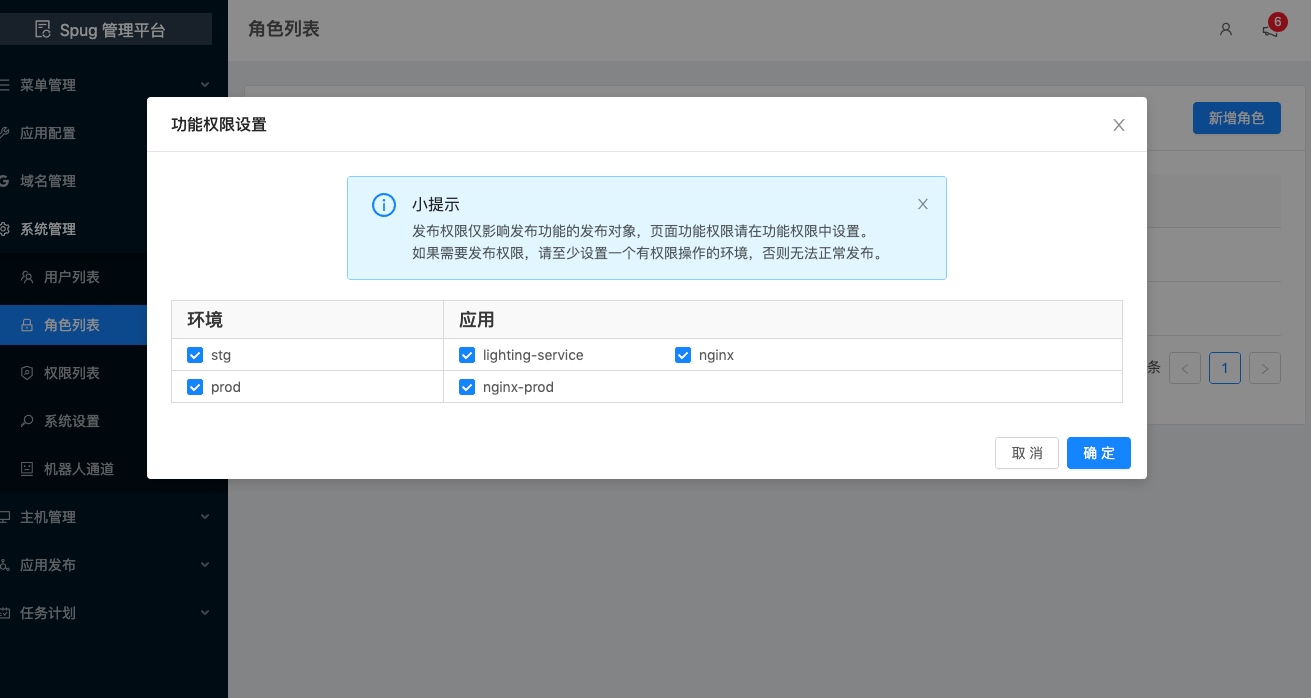 Spug 管理平台
角色列表
6
菜单管理
应用配置
域名管理
系统管理
用户列表
角色列表
权限列表
系统设置
机器人通道
主机管理
应用发布
任务计划
新增角色
功能权限设置
小提示
发布权限仅影响发布功能的发布对象，页面功能权限请在功能权限中设置。
如果需要发布权限，请至少设置一个有权限操作的环境，否则无法正常发布。
环境 应用
stg lighting-service nginx
prod nginx-prod
条 < 1 >
取 消 确 定